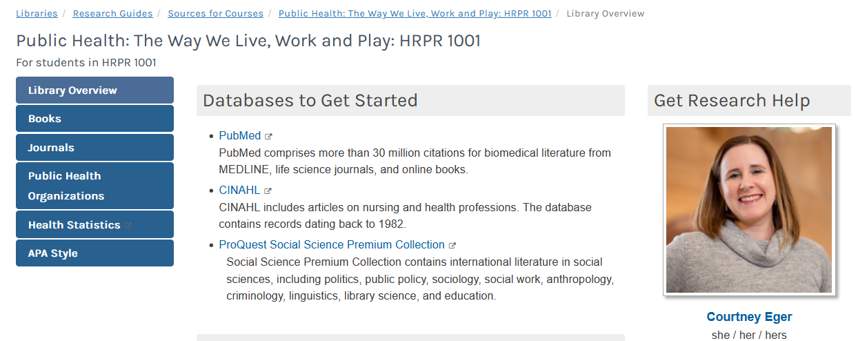 Libraries / Research Guides / Sources for Courses / Public Health: The Way We Live, Work and Play: HRPR 1001 / Library Overview
Public Health: The Way We Live, Work and Play: HRPR 1001
For students in HRPR 1001
Library Overview
Books
Journals
Public Health
Organizations
Health Statistics
APA Style
Databases to Get Started
• PubMed
PubMed comprises more than 30 million citations for biomedical literature from
MEDLINE, life science journals, and online books.
• CINAHL
CINAHL includes articles on nursing and health professions. The database
contains records dating back to 1982.
• ProQuest Social Science Premium Collection
Social Science Premium Collection contains international literature in social
sciences, including politics, public policy, sociology, social work, anthropology,
criminology, linguistics, library science, and education.
Get Research Help
Courtney Eger
she / her / hers